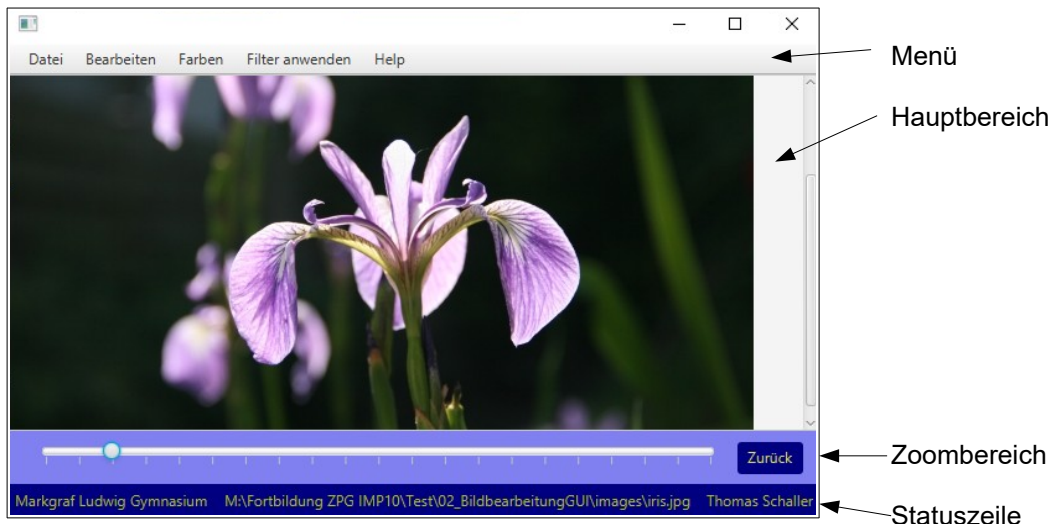 Datei Bearbeiten Farben Filter anwenden Help
Menü
Hauptbereich
Zurück
Zoombereich
Markgraf Ludwig Gymnasium M:\Fortbildung ZPG IMP10\Test\02_BildbearbeitungGUI\images\iris.jpg Thomas Schaller
Statuszeile